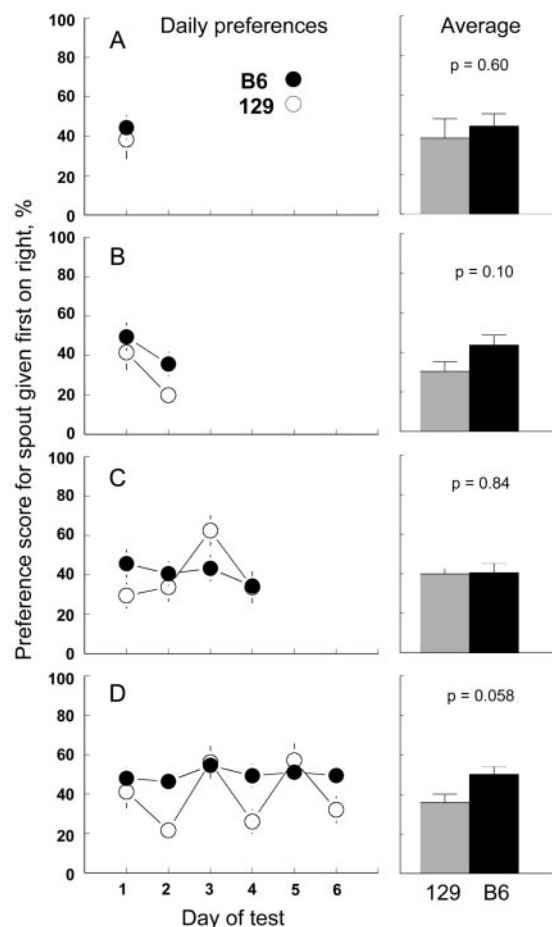 Preference score for spout given first on right, %
Daily preferences
Average
A
B6
129
100
80
60
40
20
0
p = 0.60
B
100
80
60
40
20
0
p = 0.10
C
100
80
60
40
20
0
p = 0.84
D
100
80
60
40
20
0
p = 0.058
1 2 3 4 5 6
Day of test
129 B6